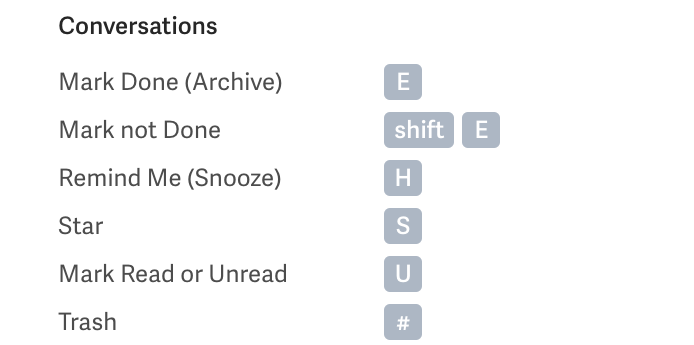 Conversations
Mark Done (Archive) E
Mark not Done shift E
Remind Me (Snooze) H
Star S
Mark Read or Unread U
Trash #